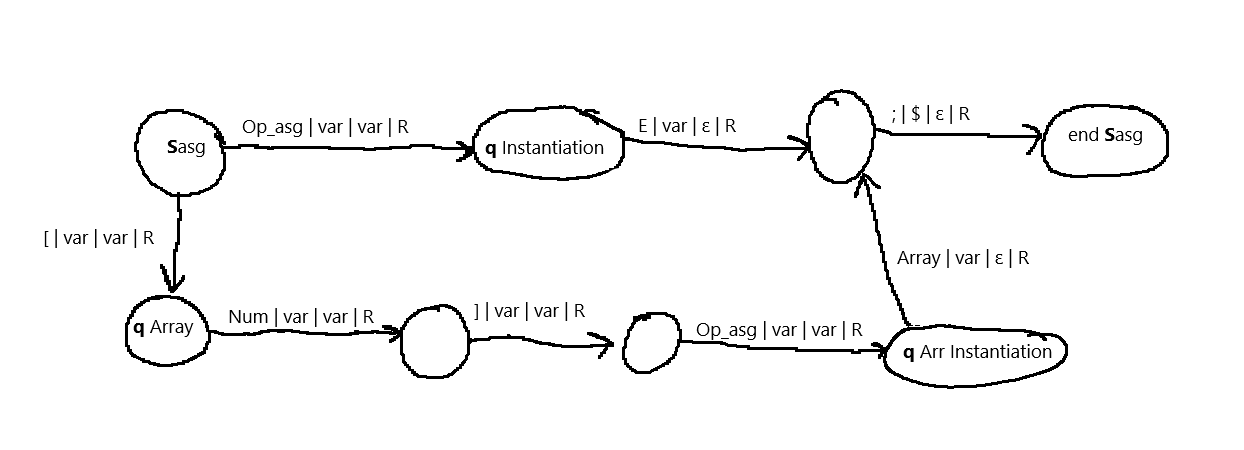 Sasg
Op_asg | var | var | R
q Instantiation
E | var | ε | R
; | $ | ε | R
end Sasg
[ | var | var | R
Array | var | ε | R
q Array
Num | var | var | R
] | var | var | R
Op_asg | var | var | R
q Arr Instantiation